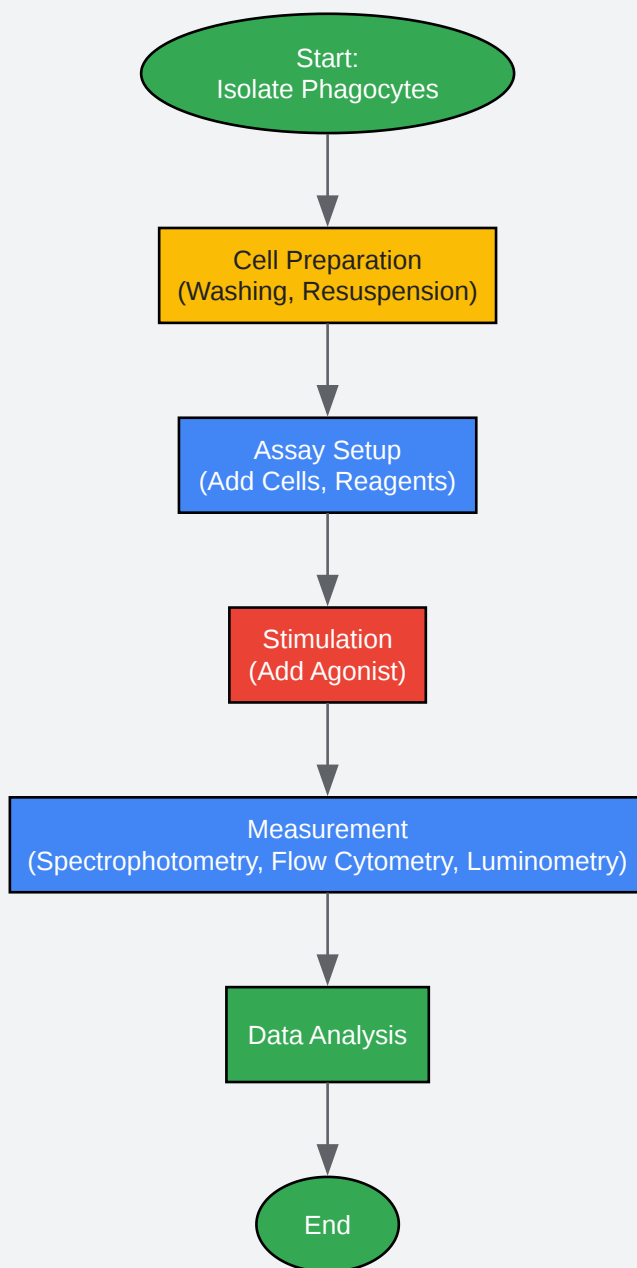 Start:
Isolate Phagocytes
Cell Preparation
(Washing, Resuspension)
Assay Setup
(Add Cells, Reagents)
Stimulation
(Add Agonist)
Measurement
(Spectrophotometry, Flow Cytometry, Luminometry)
Data Analysis
End